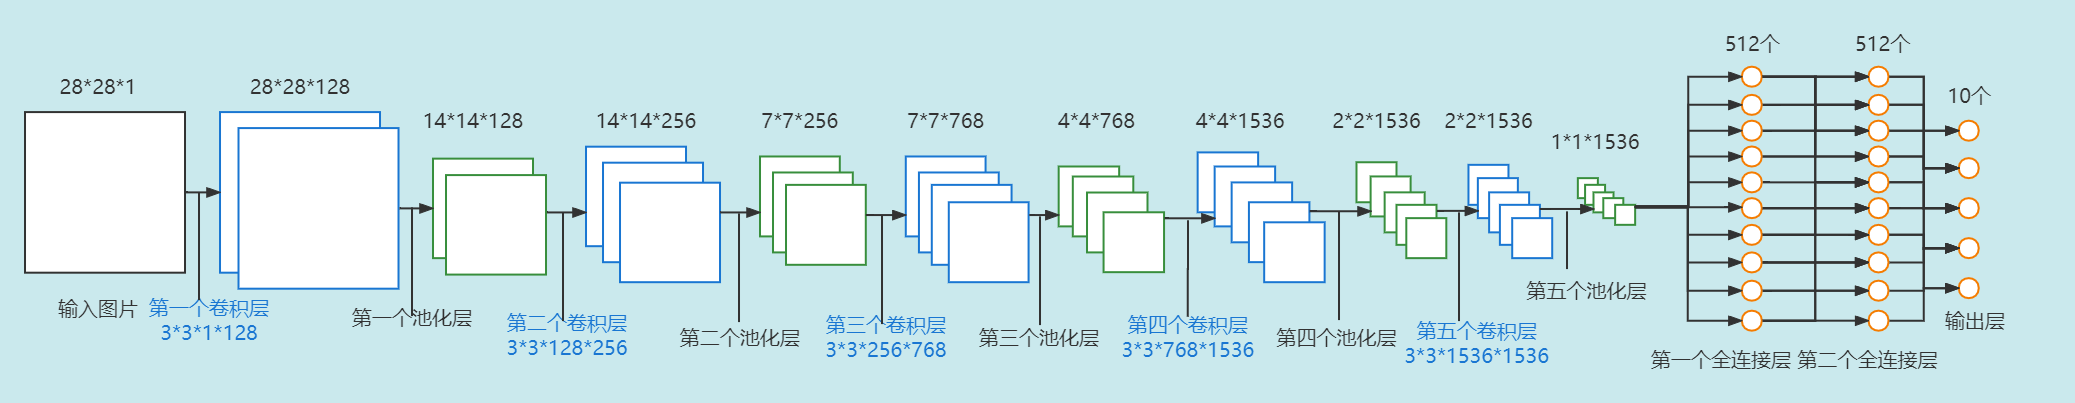 28*28*1
28*28*128
14*14*128
14*14*256
7*7*256
7*7*768
4*4*768
4*4*1536
2*2*1536
2*2*1536
1*1*1536
512个
512个
10个
输入图片
第一个卷积层
3*3*1*128
第一个池化层
第二个卷积层
3*3*128*256
第二个池化层
第三个卷积层
3*3*256*768
第三个池化层
第四个卷积层
3*3*768*1536
第四个池化层
第五个卷积层
3*3*1536*1536
第五个池化层
第一个全连接层
第二个全连接层
输出层